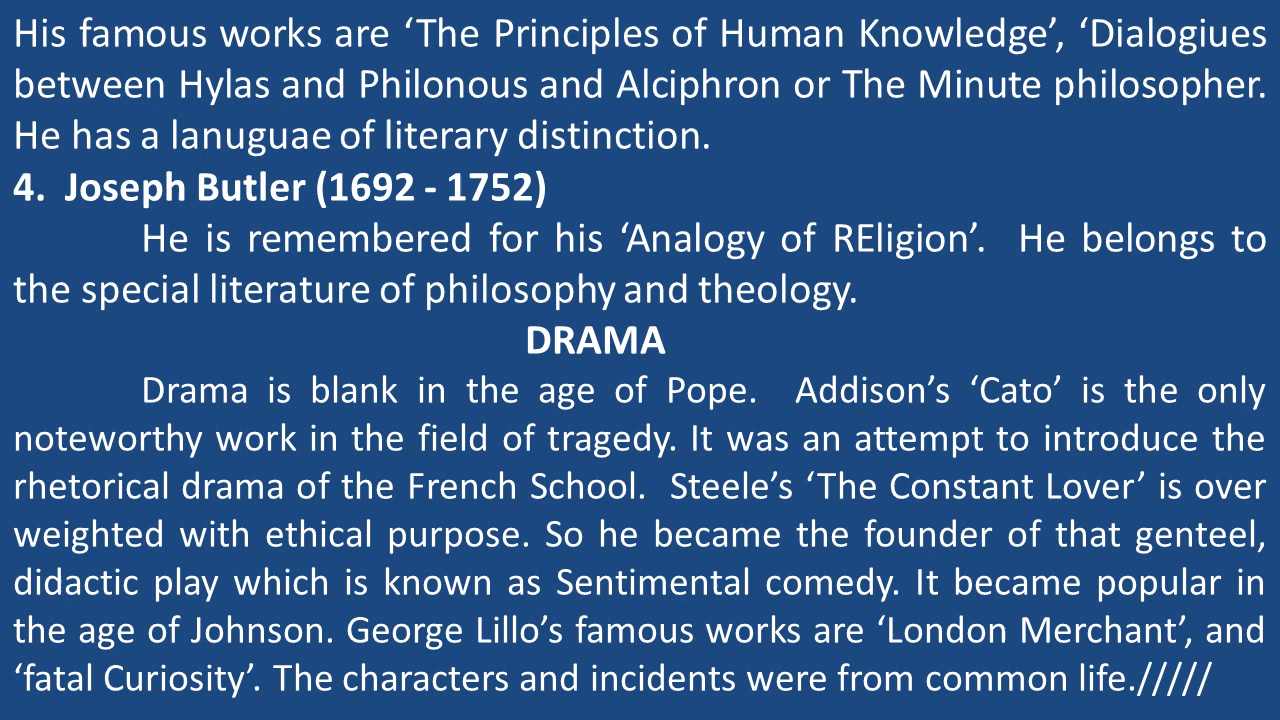 His famous works are ‘The Principles of Human Knowledge’, ‘Dialogiues
between Hylas and Philonous and Alciphron or The Minute philosopher.
He has a lanuguae of literary distinction.
4. Joseph Butler (1692 - 1752)
He is remembered for his ‘Analogy of REligion’. He belongs to
the special literature of philosophy and theology.
DRAMA
Drama is blank in the age of Pope. Addison’s ‘Cato’ is the only
noteworthy work in the field of tragedy. It was an attempt to introduce the
rhetorical drama of the French School. Steele’s ‘The Constant Lover’ is over
weighted with ethical purpose. So he became the founder of that genteel,
didactic play which is known as Sentimental comedy. It became popular in
the age of Johnson. George Lillo’s famous works are ‘London Merchant’, and
‘fatal Curiosity’. The characters and incidents were from common life./////